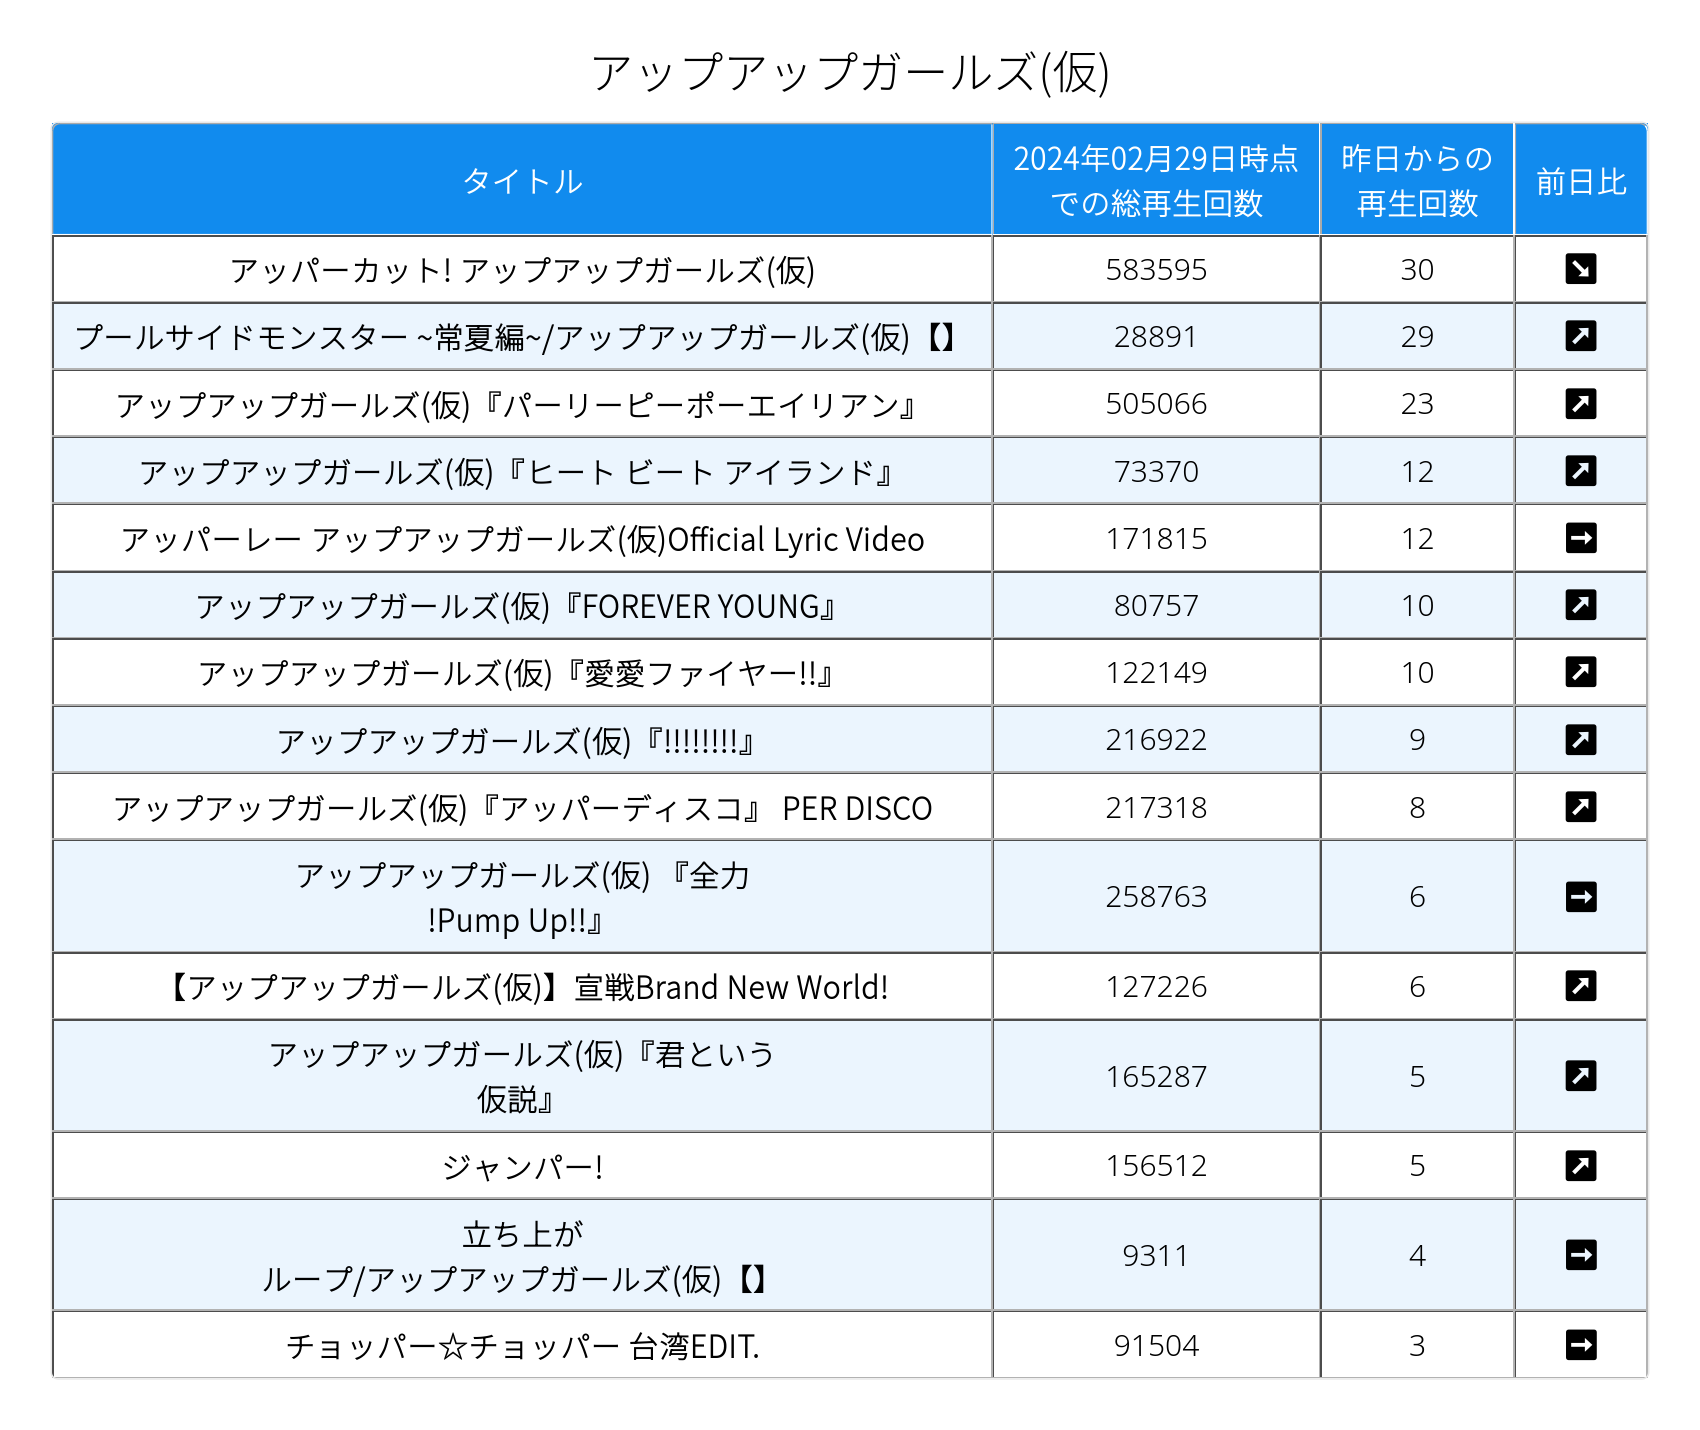 アップアップガールズ(仮)
タイトル
2024年02月29日時点
での総再生回数
昨日からの
再生回数
前日比
アッパーカット! アップアップガールズ(仮) 583595 30
プールサイドモンスター ~常夏編~/アップアップガールズ(仮)【】 28891 29
アップアップガールズ(仮)『パーリーピーポーエイリアン』 505066 23
アップアップガールズ(仮)『ヒート ビート アイランド』 73370 12
アッパーレー アップアップガールズ(仮)Official Lyric Video 171815 12
アップアップガールズ(仮)『FOREVER YOUNG』 80757 10
アップアップガールズ(仮)『愛愛ファイヤー!!』 122149 10
アップアップガールズ(仮)『!!!!!!!!』 216922 9
アップアップガールズ(仮)『アッパーディスコ』 PER DISCO 217318 8
アップアップガールズ(仮) 『全力
!Pump Up!!』 258763 6
【アップアップガールズ(仮)】宣戦Brand New World! 127226 6
アップアップガールズ(仮)『君という
仮説』 165287 5
ジャンパー! 156512 5
立ち上が
ループ/アップアップガールズ(仮)【】 9311 4
チョッパー☆チョッパー 台湾EDIT. 91504 3